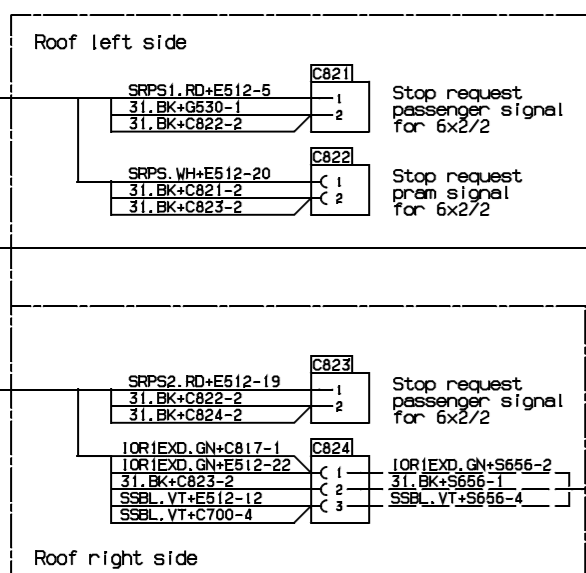 Roof left side
C821
SRPS1.RD+E512-5
31.BK+G530-1
31.BK+C822-2
1
2
Stop request
passenger signal
for 6x2/2
C822
SRPS.WH+E512-20
31.BK+C821-2
31.BK+C823-2
1
2
Stop request
pram signal
for 6x2/2
C823
SRPS2.RD+E512-19
31.BK+C822-2
31.BK+C824-2
1
2
Stop request
passenger signal
for 6x2/2
C824
IOR1EXD.GN+C817-1
IOR1EXD.GN+E512-22
31.BK+C823-2
SSBL.VT+E512-12
SSBL.VT+C700-4
1
2
3
IOR1EXD.GN+S656-2
31.BK+S656-1
SSBL.VT+S656-4
Roof right side